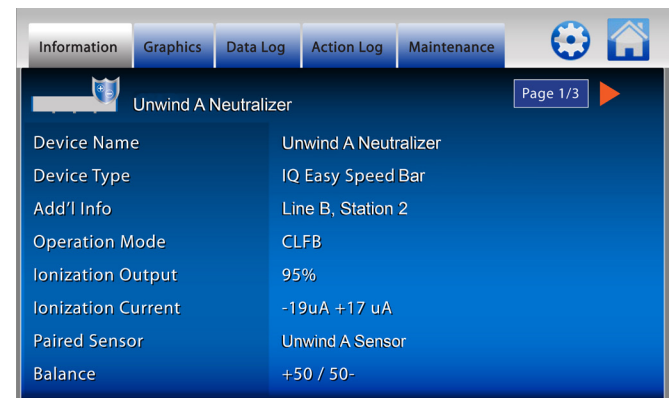 Information Graphics Data Log Action Log Maintenance
Unwind A Neutralizer Page 1/3
Device Name Unwind A Neutralizer
Device Type IQ Easy Speed Bar
Add'l Info Line B, Station 2
Operation Mode CLFB
Ionization Output 95%
Ionization Current -19uA +17 uA
Paired Sensor Unwind A Sensor
Balance +50 / 50-